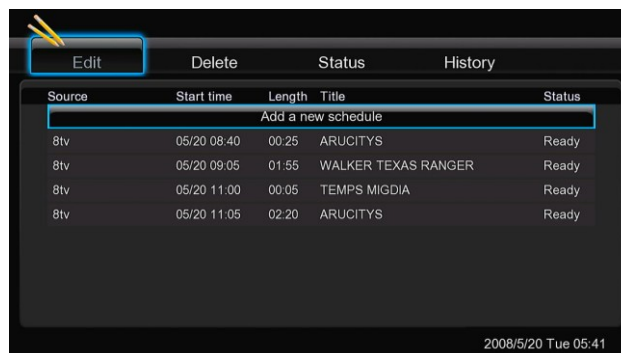 Edit Delete Status History
Source Start time Length Title Status
Add a new schedule
8tv 05/20 08:40 00:25 ARUCITYS Ready
8tv 05/20 09:05 01:55 WALKER TEXAS RANGER Ready
8tv 05/20 11:00 00:05 TEMPS MIGDIA Ready
8tv 05/20 11:05 02:20 ARUCITYS Ready
2008/5/20 Tue 05:41